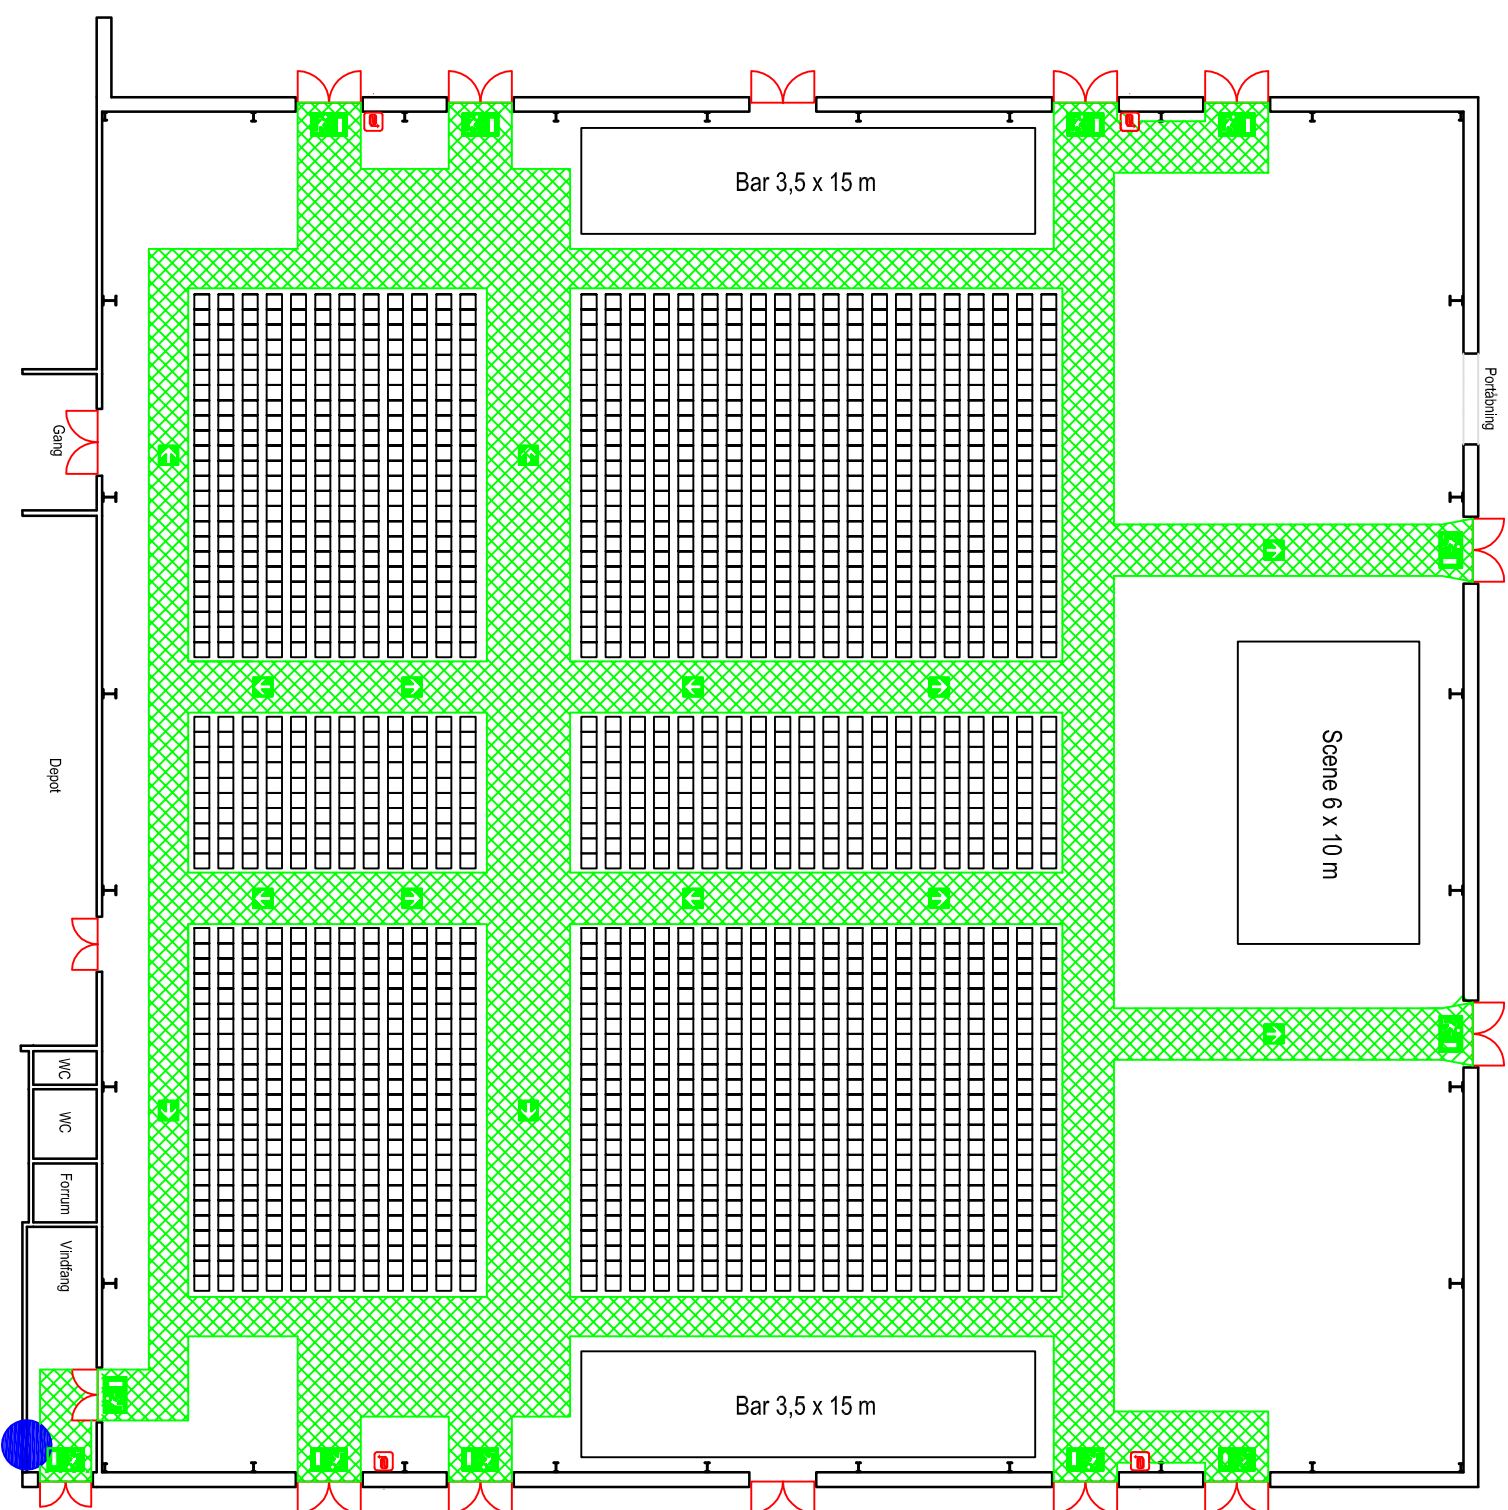 Bar 3,5 x 15 m
Portåbning
Gang
Depot
Scene 6 x 10 m
WC
WC
Forrum
Vindfang
Bar 3,5 x 15 m